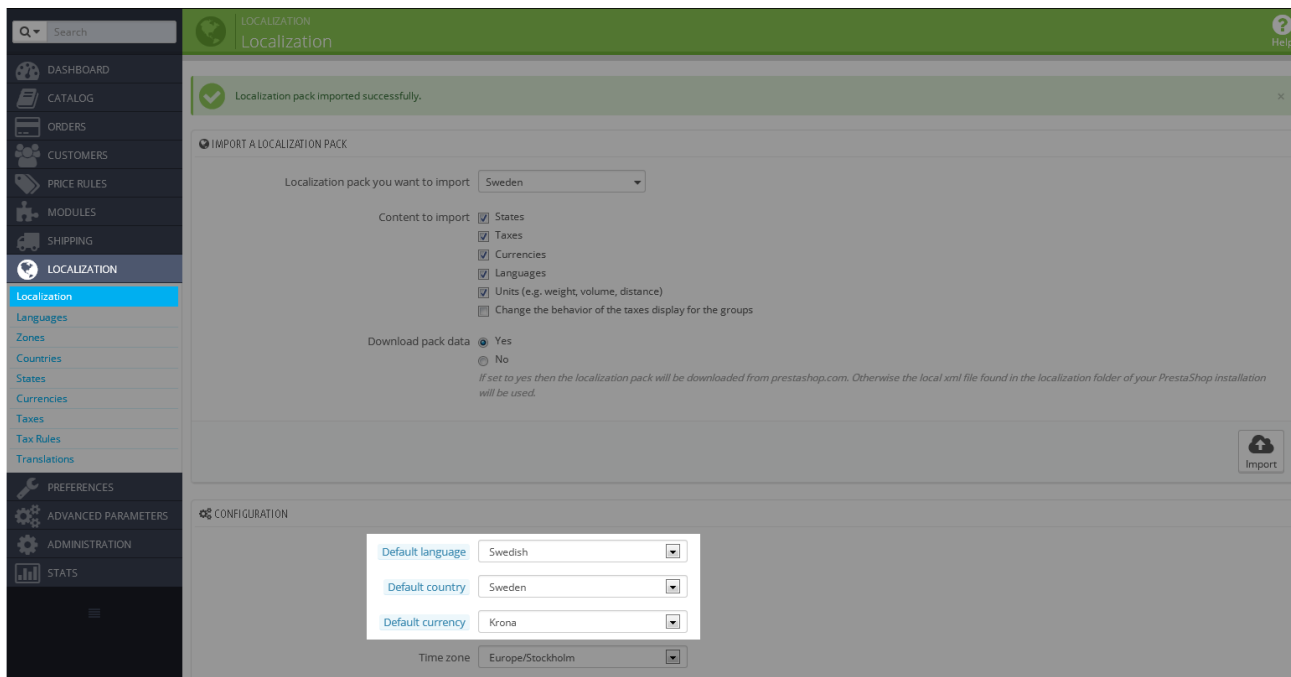 Search
LOCALIZATION
Localization
Help
DASHBOARD
CATALOG
ORDERS
CUSTOMERS
PRICE RULES
MODULES
SHIPPING
LOCALIZATION
Localization
Languages
Zones
Countries
States
Currencies
Taxes
Tax Rules
Translations
PREFERENCES
ADVANCED PARAMETERS
ADMINISTRATION
STATS
Localization pack imported successfully.
×
IMPORT A LOCALIZATION PACK
Localization pack you want to import Sweden
Content to import States
Taxes
Currencies
Languages
Units (e.g. weight, volume, distance)
Change the behavior of the taxes display for the groups
Download pack data Yes
No
If set to yes then the localization pack will be downloaded from prestashop.com. Otherwise the local xml file found in the localization folder of your PrestaShop installation
will be used.
Import
CONFIGURATION
Default language Swedish
Default country Sweden
Default currency Krona
Time zone Europe/Stockholm